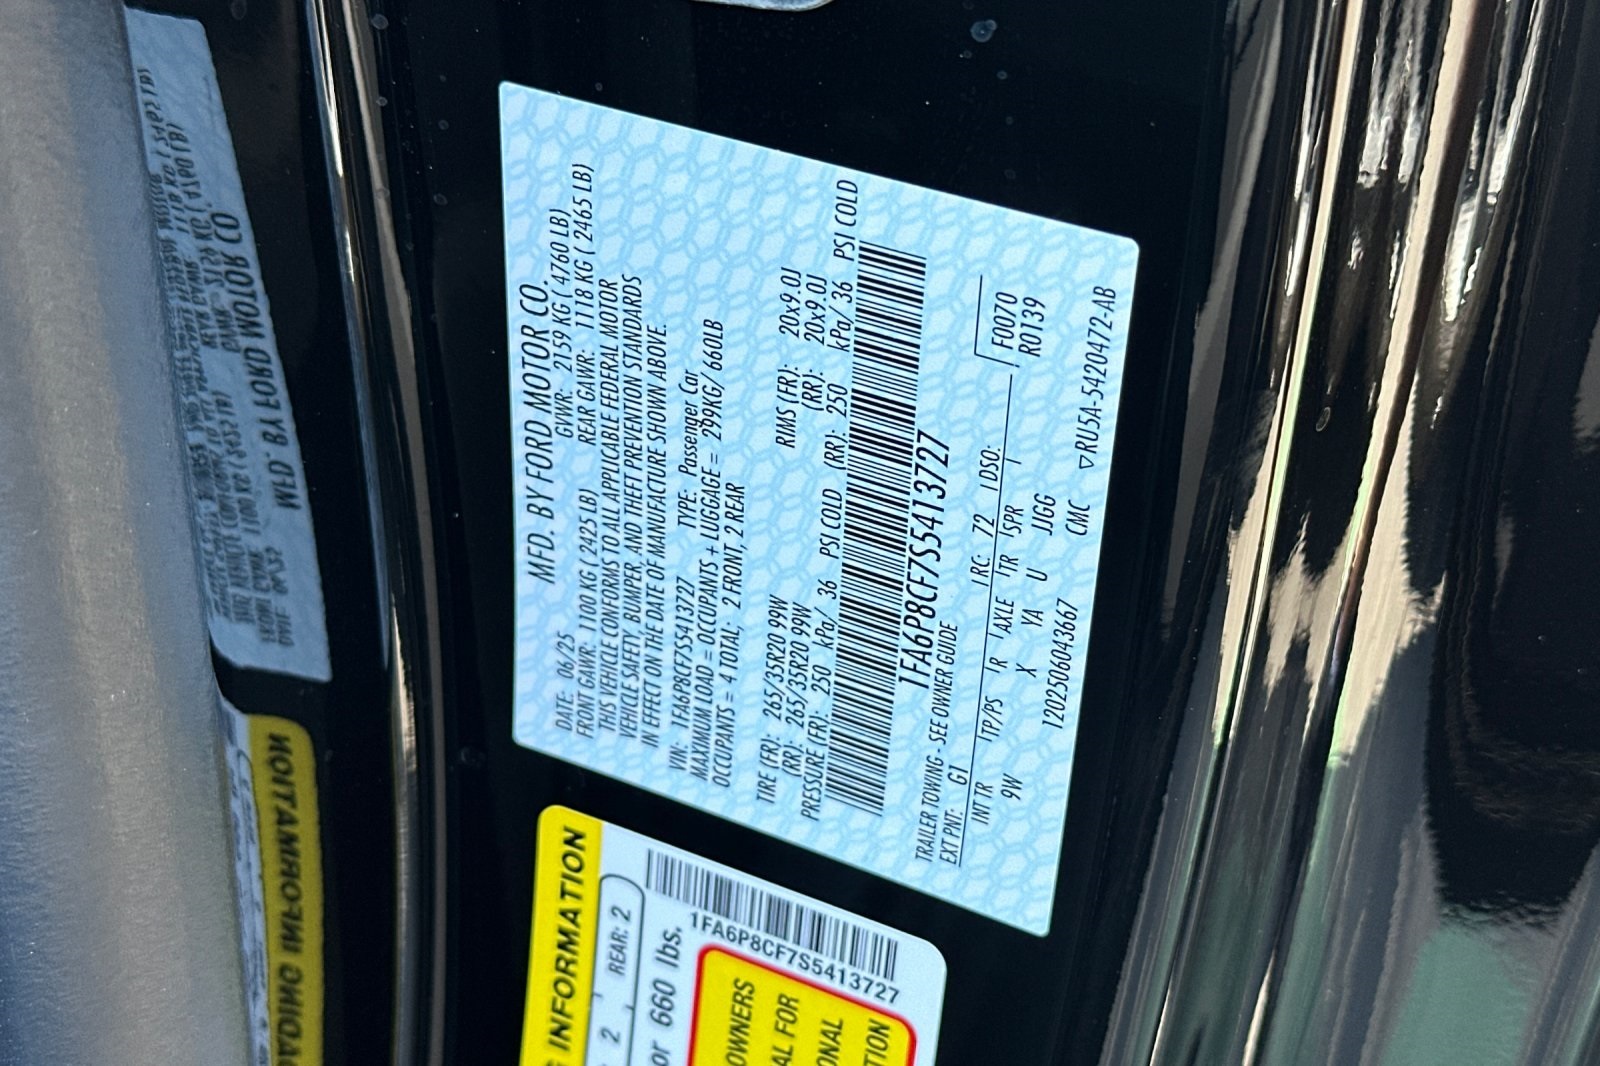 MFD. BY FORD MOTOR CO.
DATE: 06/25 GVWR: 2159 KG ( 4760 LB)
FRONT GAWR: 1100 KG ( 2425 LB) REAR GAWR: 1118 KG ( 2465 LB)
THIS VEHICLE CONFORMS TO ALL APPLICABLE FEDERAL MOTOR
VEHICLE SAFETY, BUMPER, AND THEFT PREVENTION STANDARDS
IN EFFECT ON THE DATE OF MANUFACTURE SHOWN ABOVE.
VIN: 1FA6P8CF7S5413727 TYPE: Passenger Car
MAXIMUM LOAD = OCCUPANTS + LUGGAGE = 299KG/ 660LB
OCCUPANTS = 4 TOTAL, 2 FRONT, 2 REAR
TIRE (FR): 265/35R20 99W RIMS (FR): 20x9.0J
(RR): 265/35R20 99W (RR): 20x9.0J
PRESSURE (FR): 250 kPa/ 36 PSI COLD (RR): 250 kPa/ 36 PSI COLD
1FA6P8CF7S5413727
TRAILER TOWING - SEE OWNER GUIDE
EXT PNT: G1 RC: 72 DSO: F0070
INT TR TP/PS R AXLE TR SPR R0139
9W X YA U JJGG
12025060 43667 CMC ▽RU5A-5420472-AB
INFORMATION
2 REAR: 2
or 660 lbs.
1FA6P8CF7S5413727
OWNERS
AL FOR
ONAL
TION